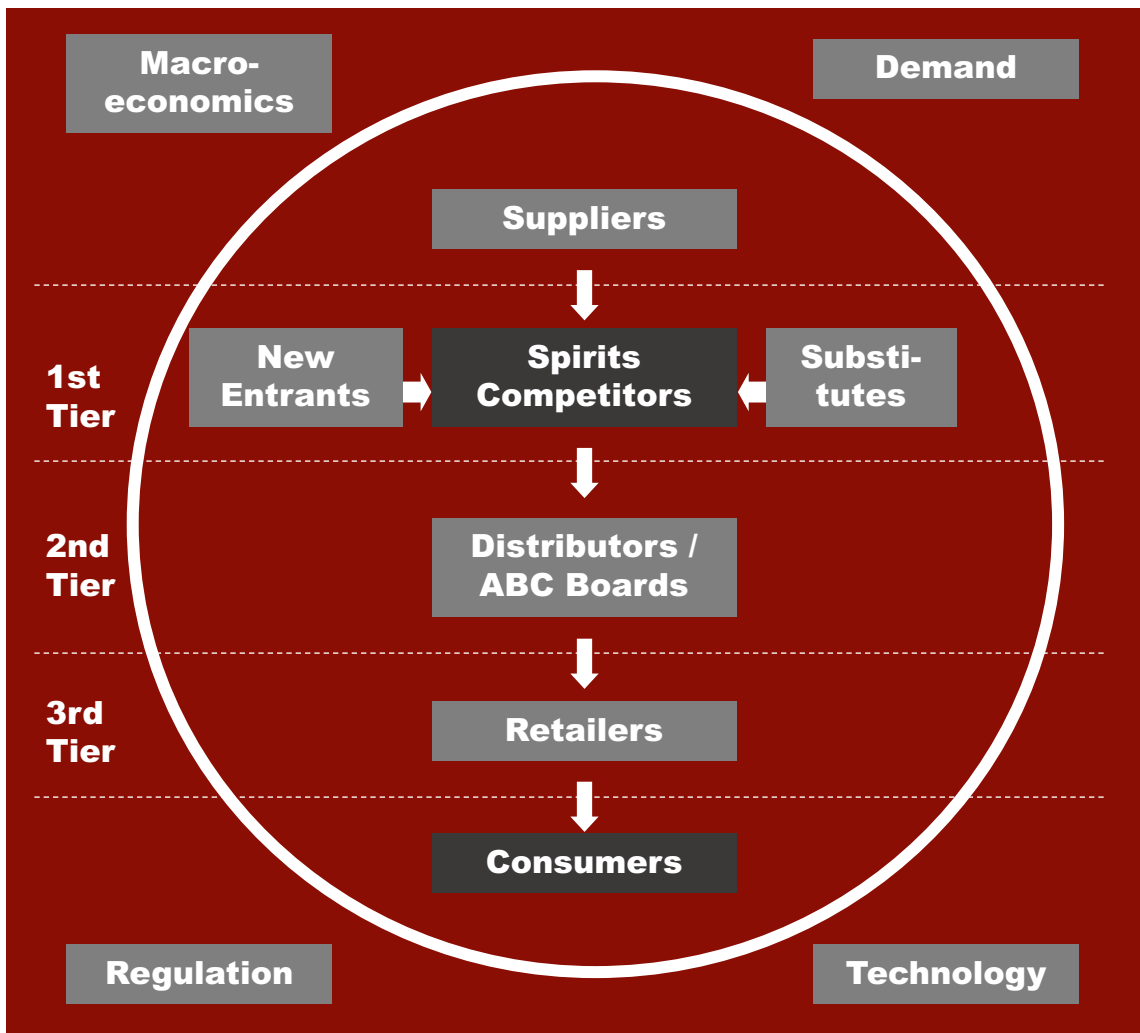 Macro-
economics
Demand
Suppliers
1st
Tier
New
Entrants
Spirits
Competitors
Substi-
tutes
2nd
Tier
Distributors /
ABC Boards
3rd
Tier
Retailers
Consumers
Regulation
Technology